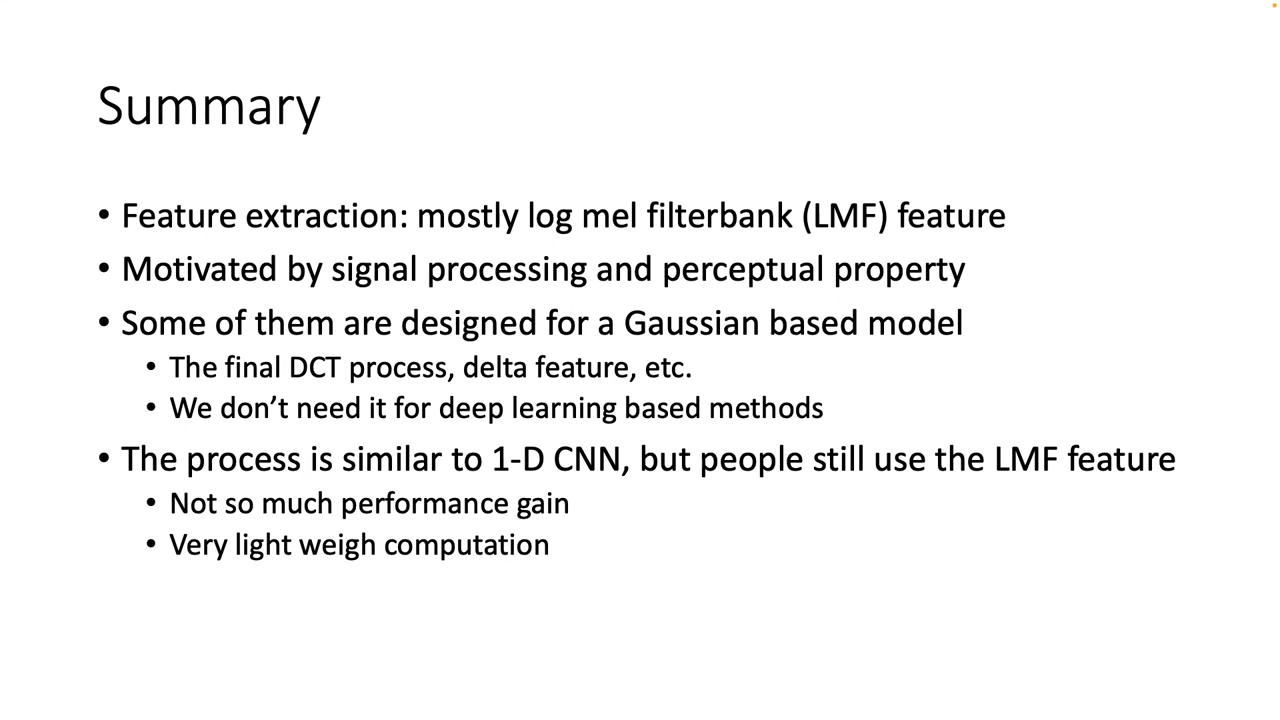 Summary
• Feature extraction: mostly log mel filterbank (LMF) feature
• Motivated by signal processing and perceptual property
• Some of them are designed for a Gaussian based model
• The final DCT process, delta feature, etc.
• We don’t need it for deep learning based methods
• The process is similar to 1-D CNN, but people still use the LMF feature
• Not so much performance gain
• Very light weigh computation